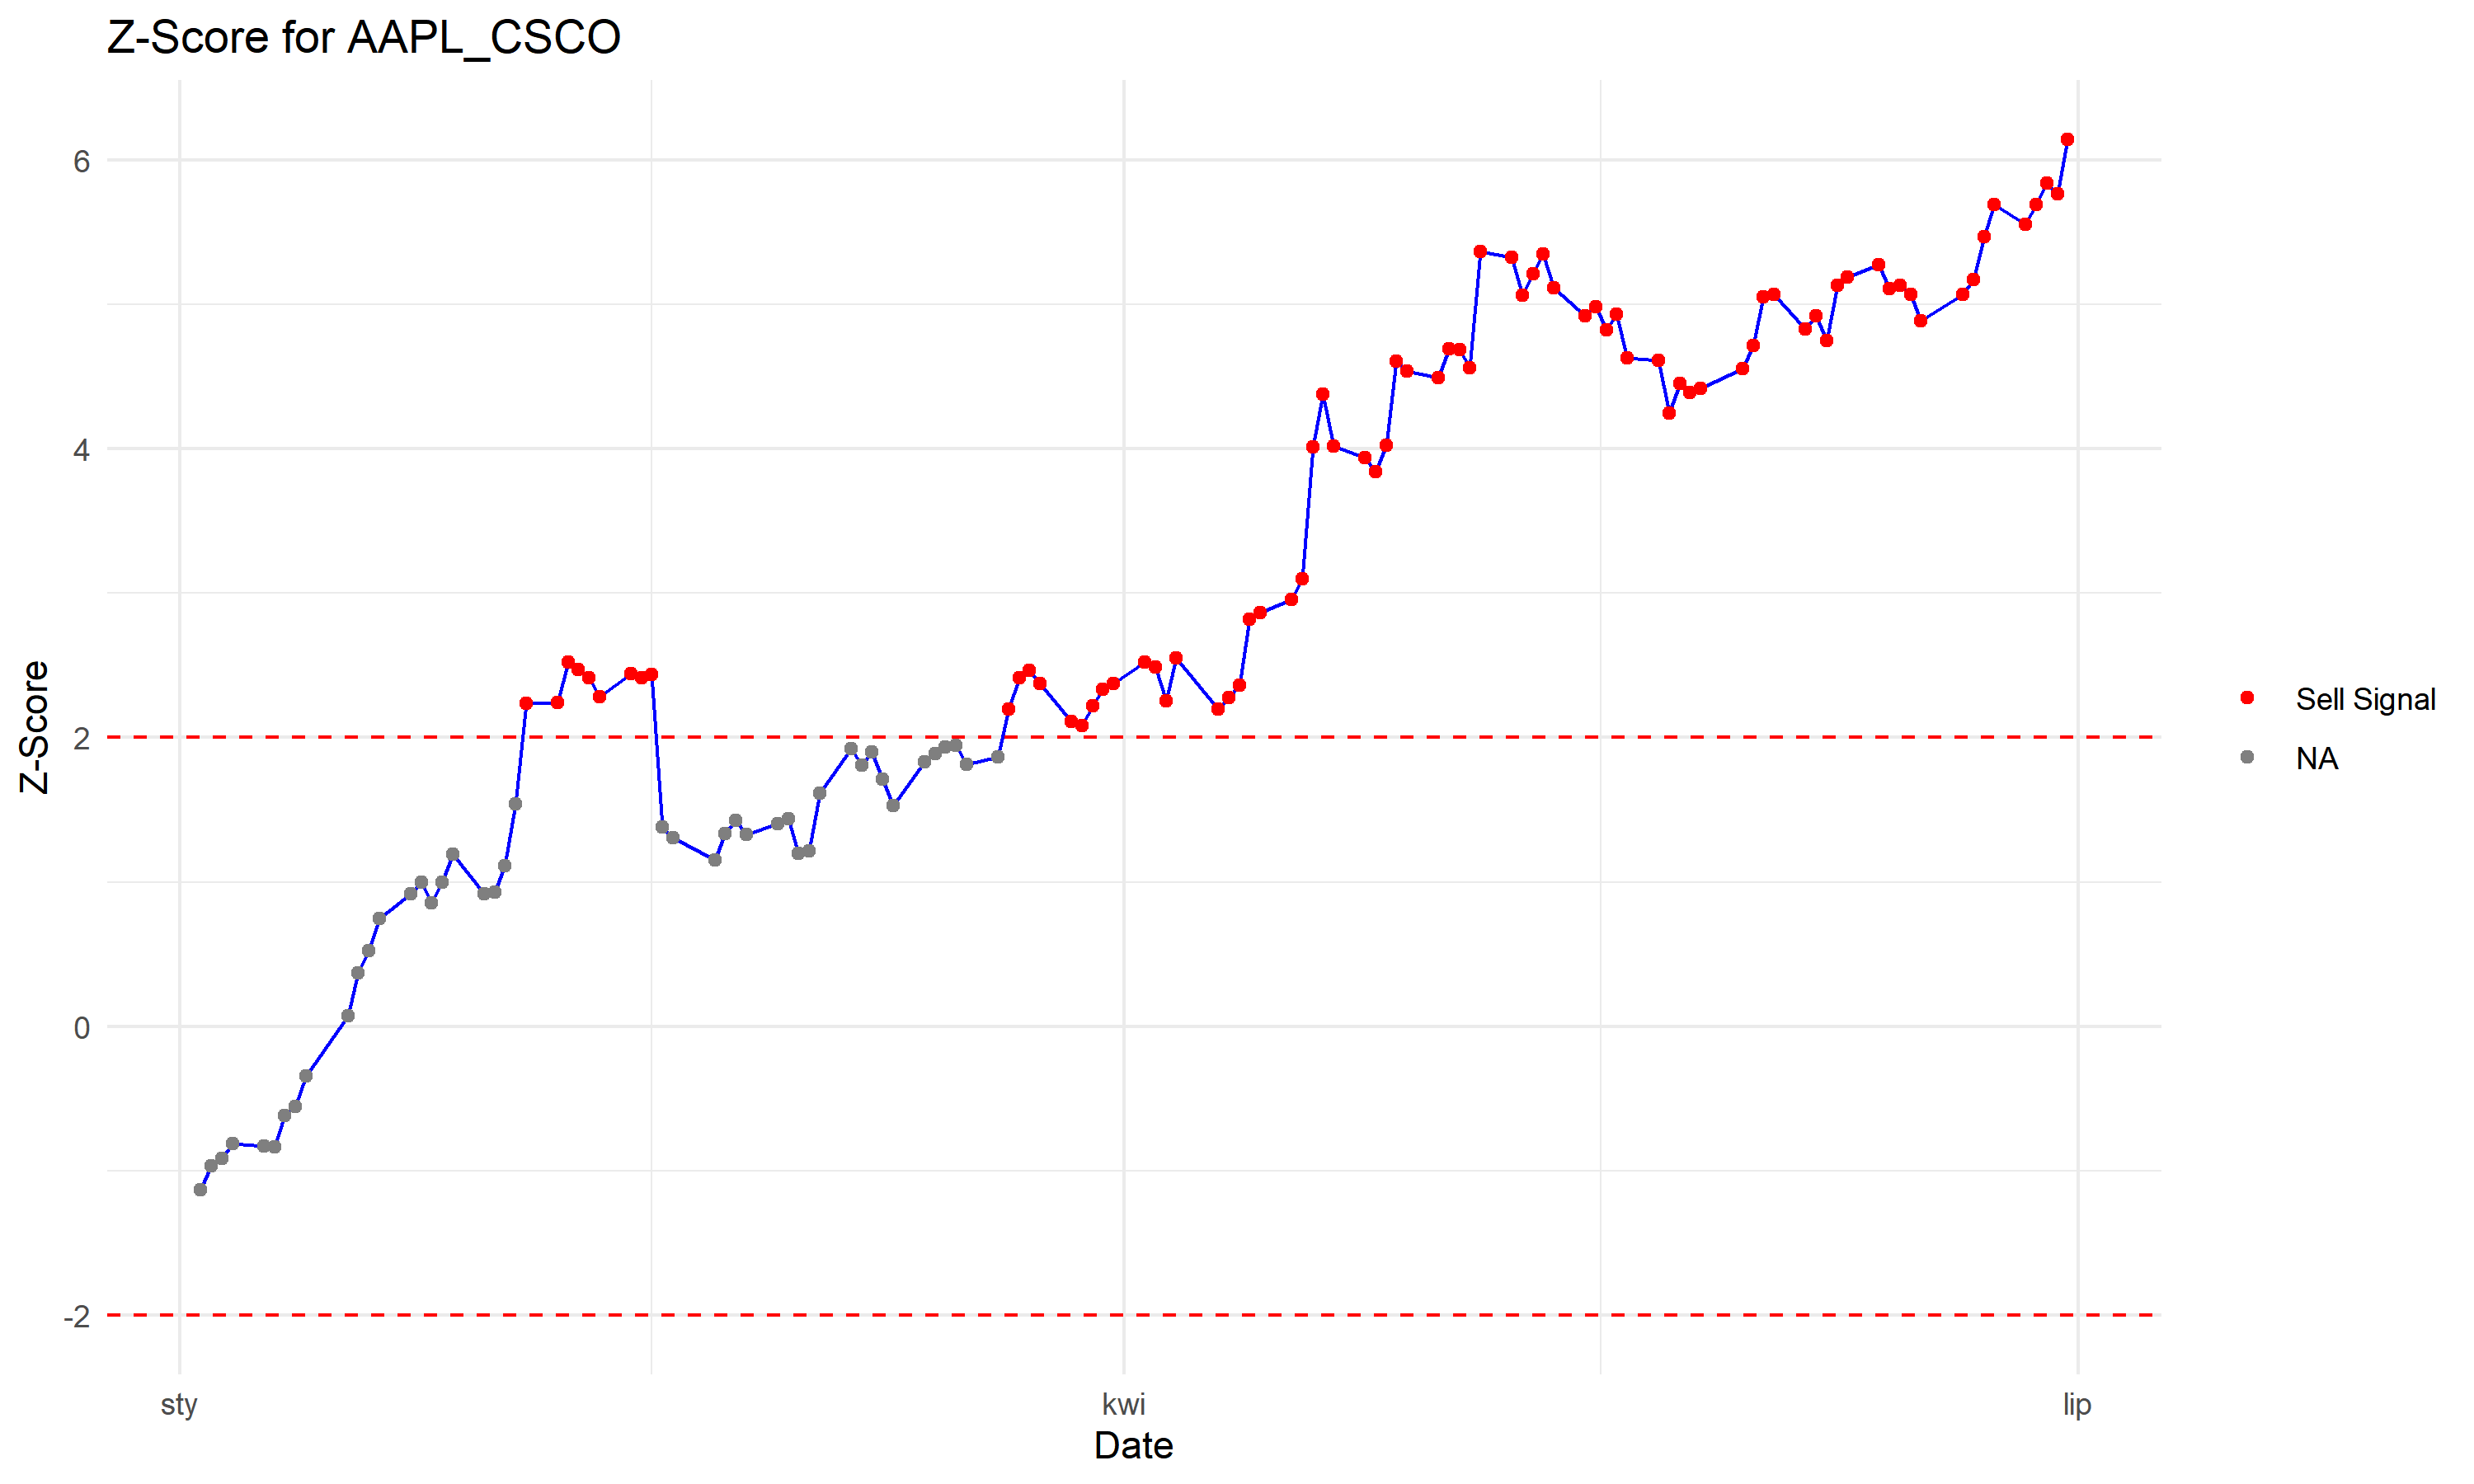 Z-Score for AAPL_CSCO
Z-Score
6
4
2
0
-2
sty
kwi
lip
Date
Sell Signal
NA